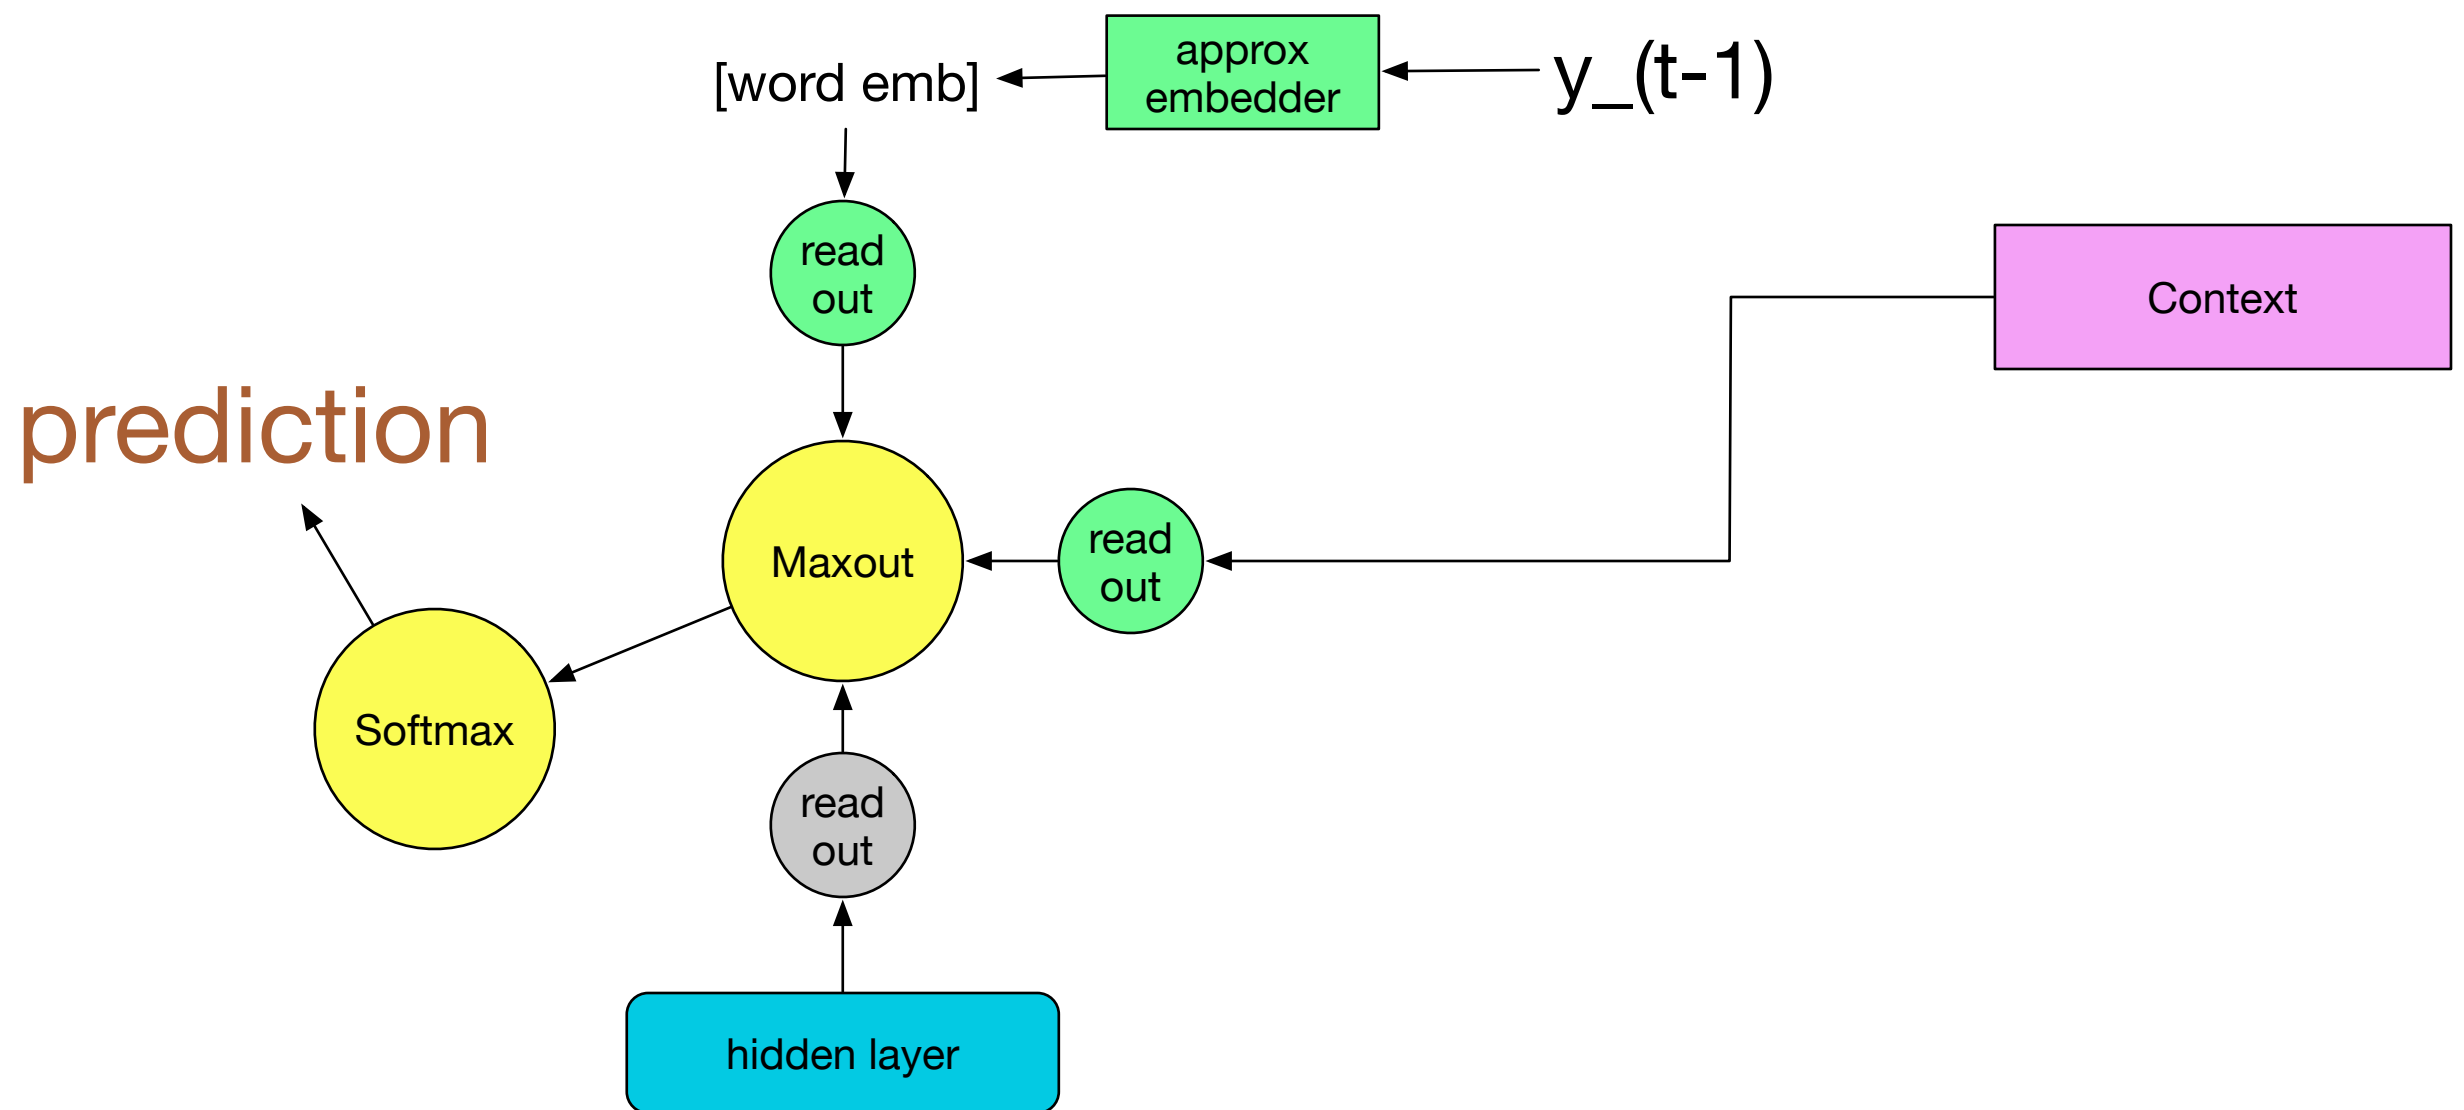 approx
embedder
[word emb]
y_(t-1)
read
out
Context
prediction
read
out
Maxout
Softmax
read
out
hidden layer